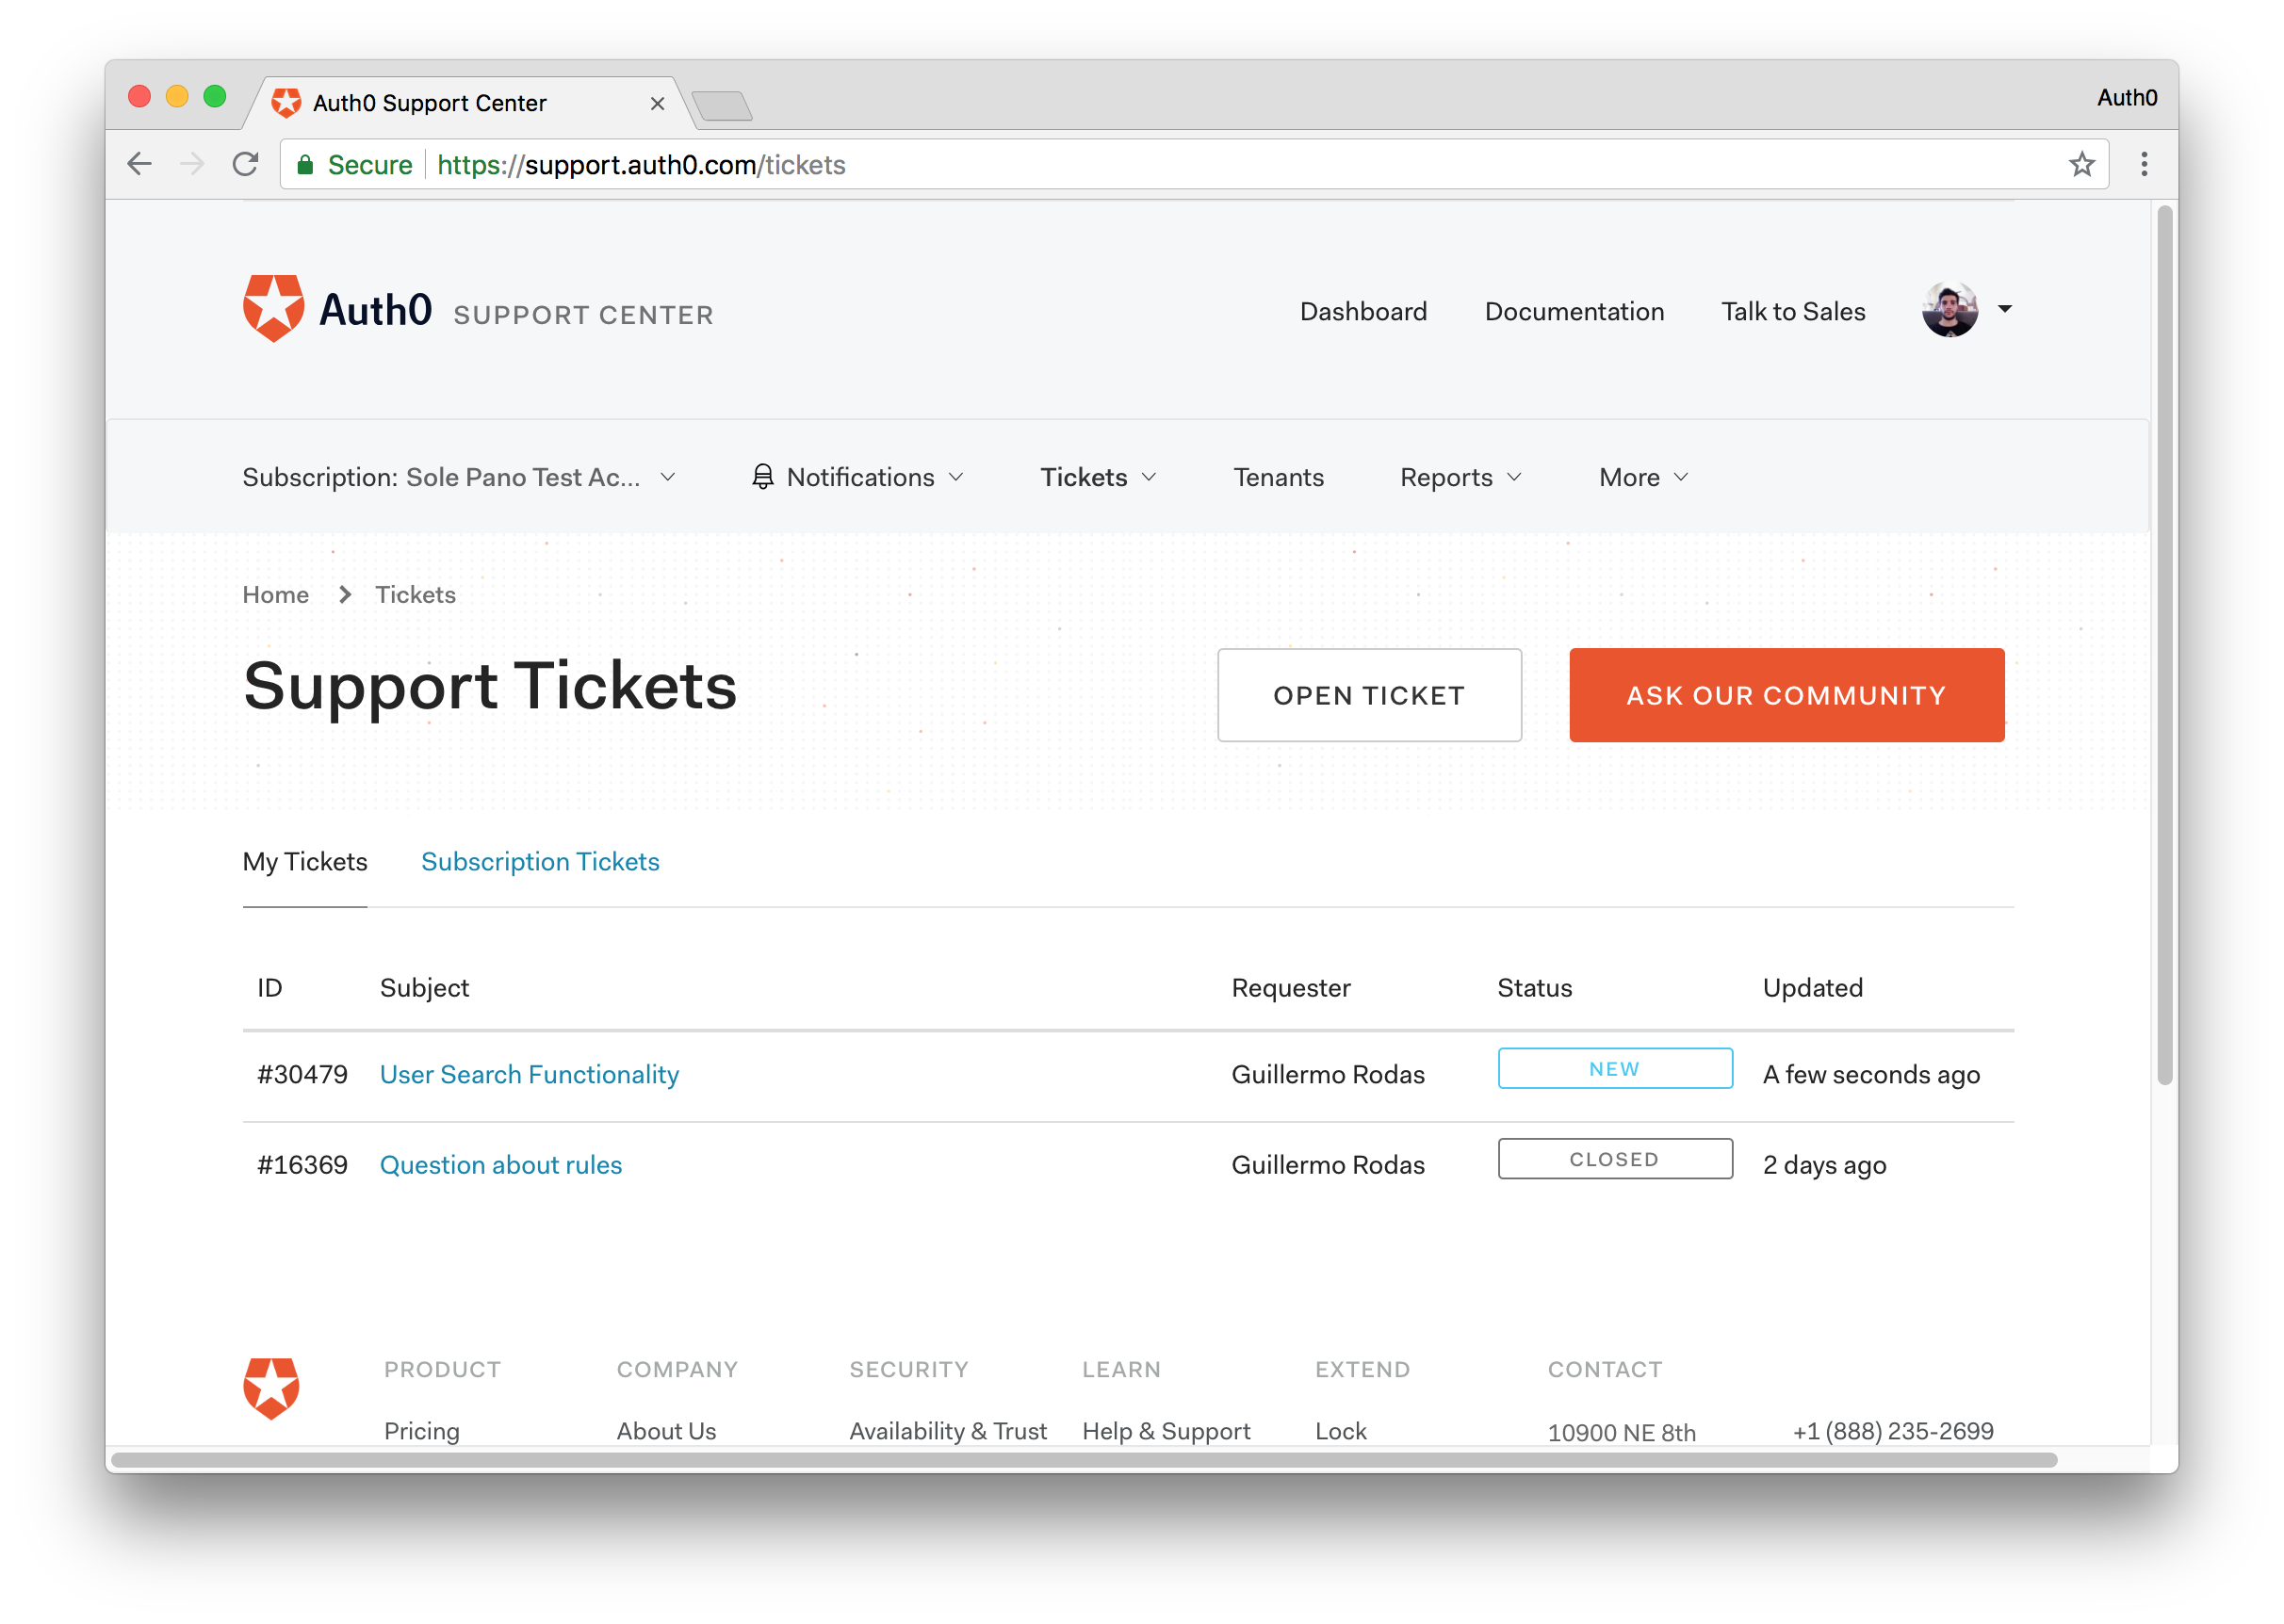 Auth0 Support Center
Auth0
Secure https://support.auth0.com/tickets
Auth0 SUPPORT CENTER
Dashboard Documentation Talk to Sales
Subscription: Sole Pano Test Ac... Notifications Tickets Tenants Reports More
Home Tickets
Support Tickets
OPEN TICKET ASK OUR COMMUNITY
My Tickets Subscription Tickets
ID Subject Requester Status Updated
#30479 User Search Functionality Guillermo Rodas NEW A few seconds ago
#16369 Question about rules Guillermo Rodas CLOSED 2 days ago
PRODUCT COMPANY SECURITY LEARN EXTEND CONTACT
Pricing About Us Availability & Trust Help & Support Lock 10900 NE 8th +1 (888) 235-2699